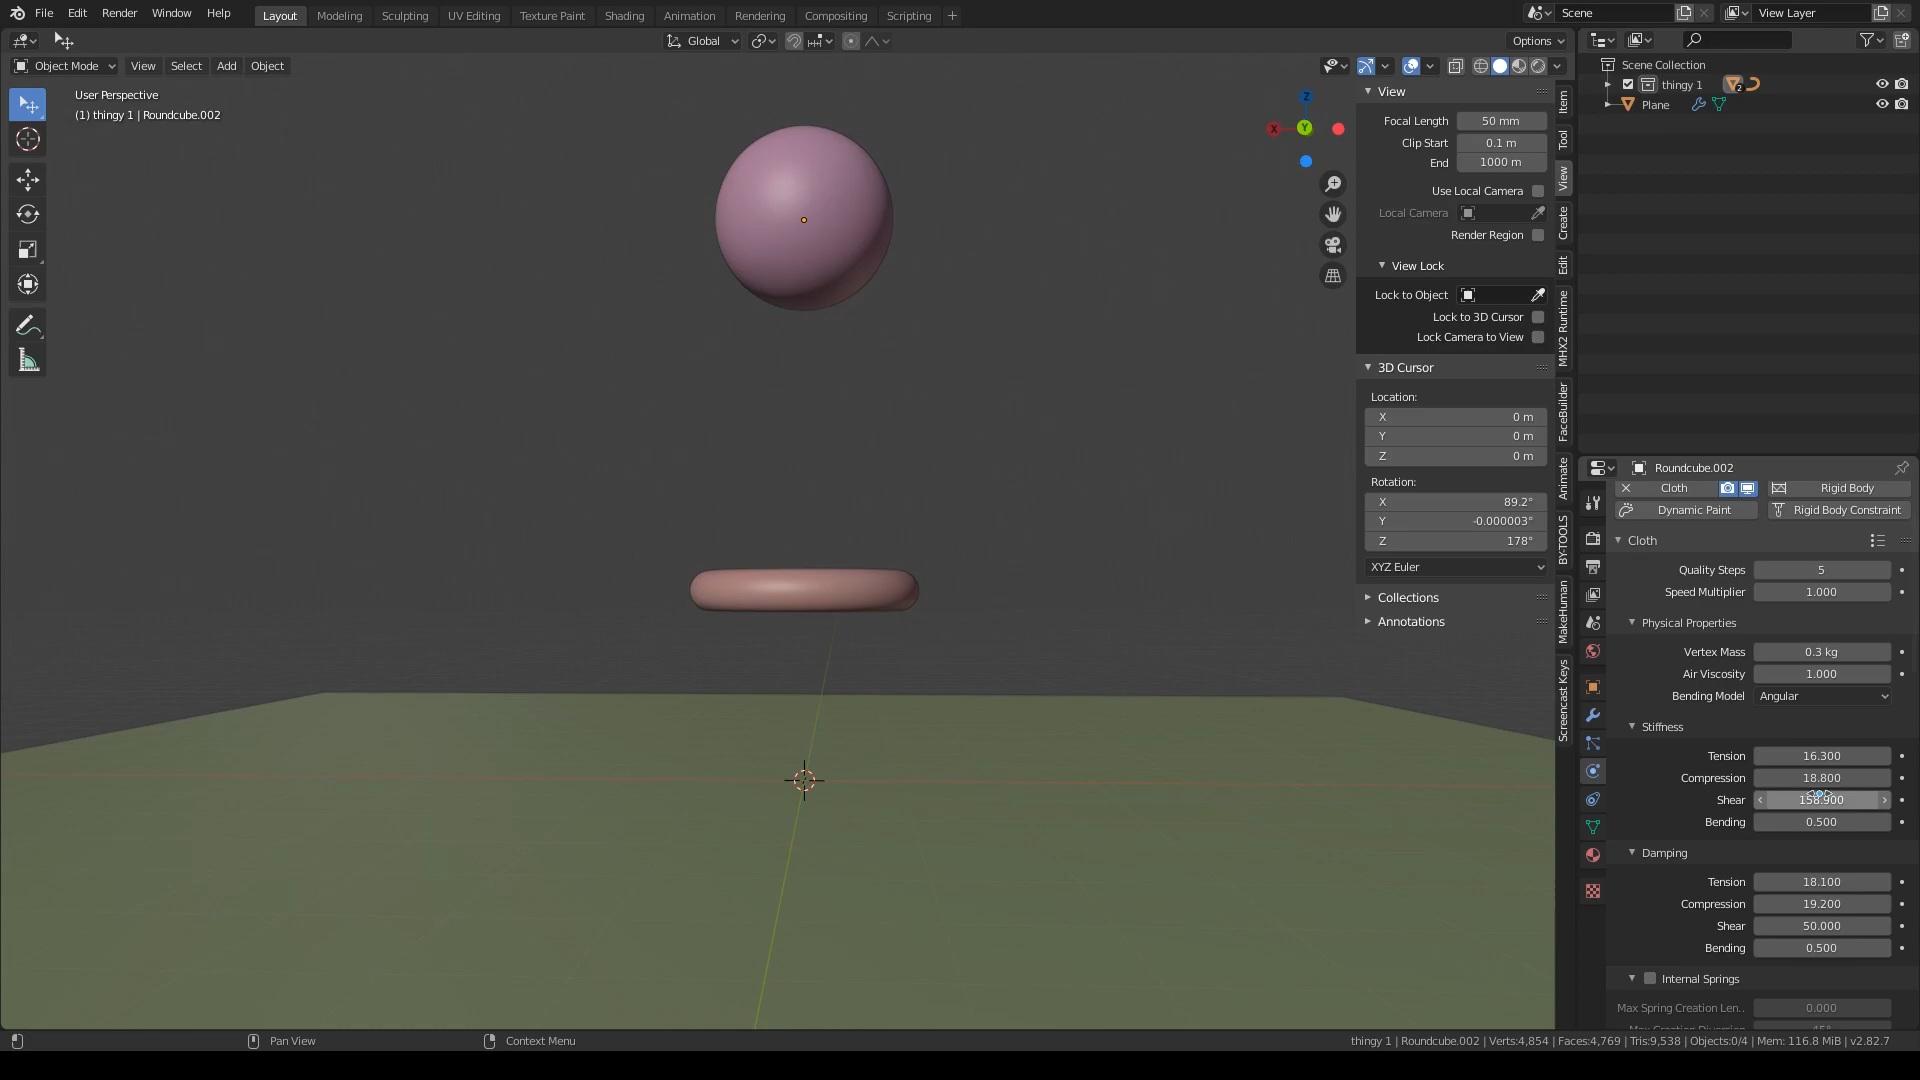 File Edit Render Window Help Layout Modeling Sculpting UV Editing Texture Paint Shading Animation Rendering Compositing Scripting + Scene View Layer
Global Options
Object Mode View Select Add Object
User Perspective
(1) thingy 1 | Roundcube.002
Z
X
Y
View
Focal Length 50 mm
Clip Start 0.1 m
End 1000 m
Use Local Camera
Local Camera
Render Region
View Lock
Lock to Object
Lock to 3D Cursor
Lock Camera to View
3D Cursor
Location:
X 0 m
Y 0 m
Z 0 m
Rotation:
X 89.2°
Y -0.000003°
Z 178°
XYZ Euler
Collections
Annotations
Item
Tool
View
Create
Edit
MHX2 Runtime
FaceBuilder
Animate
BY-TOOLS
MakeHuman
Screencast Keys
Scene Collection
thingy 1 2
Plane
Roundcube.002
Cloth Rigid Body
Dynamic Paint Rigid Body Constraint
Cloth
Quality Steps 5
Speed Multiplier 1.000
Physical Properties
Vertex Mass 0.3 kg
Air Viscosity 1.000
Bending Model Angular
Stiffness
Tension 16.300
Compression 18.800
Shear 158.900
Bending 0.500
Damping
Tension 18.100
Compression 19.200
Shear 50.000
Bending 0.500
Internal Springs
Max Spring Creation Len.. 0.000
Pan View Context Menu thingy 1 | Roundcube.002 | Verts:4,854 | Faces:4,769 | Tris:9,538 | Objects:0/4 | Mem: 116.8 MiB | v2.82.7